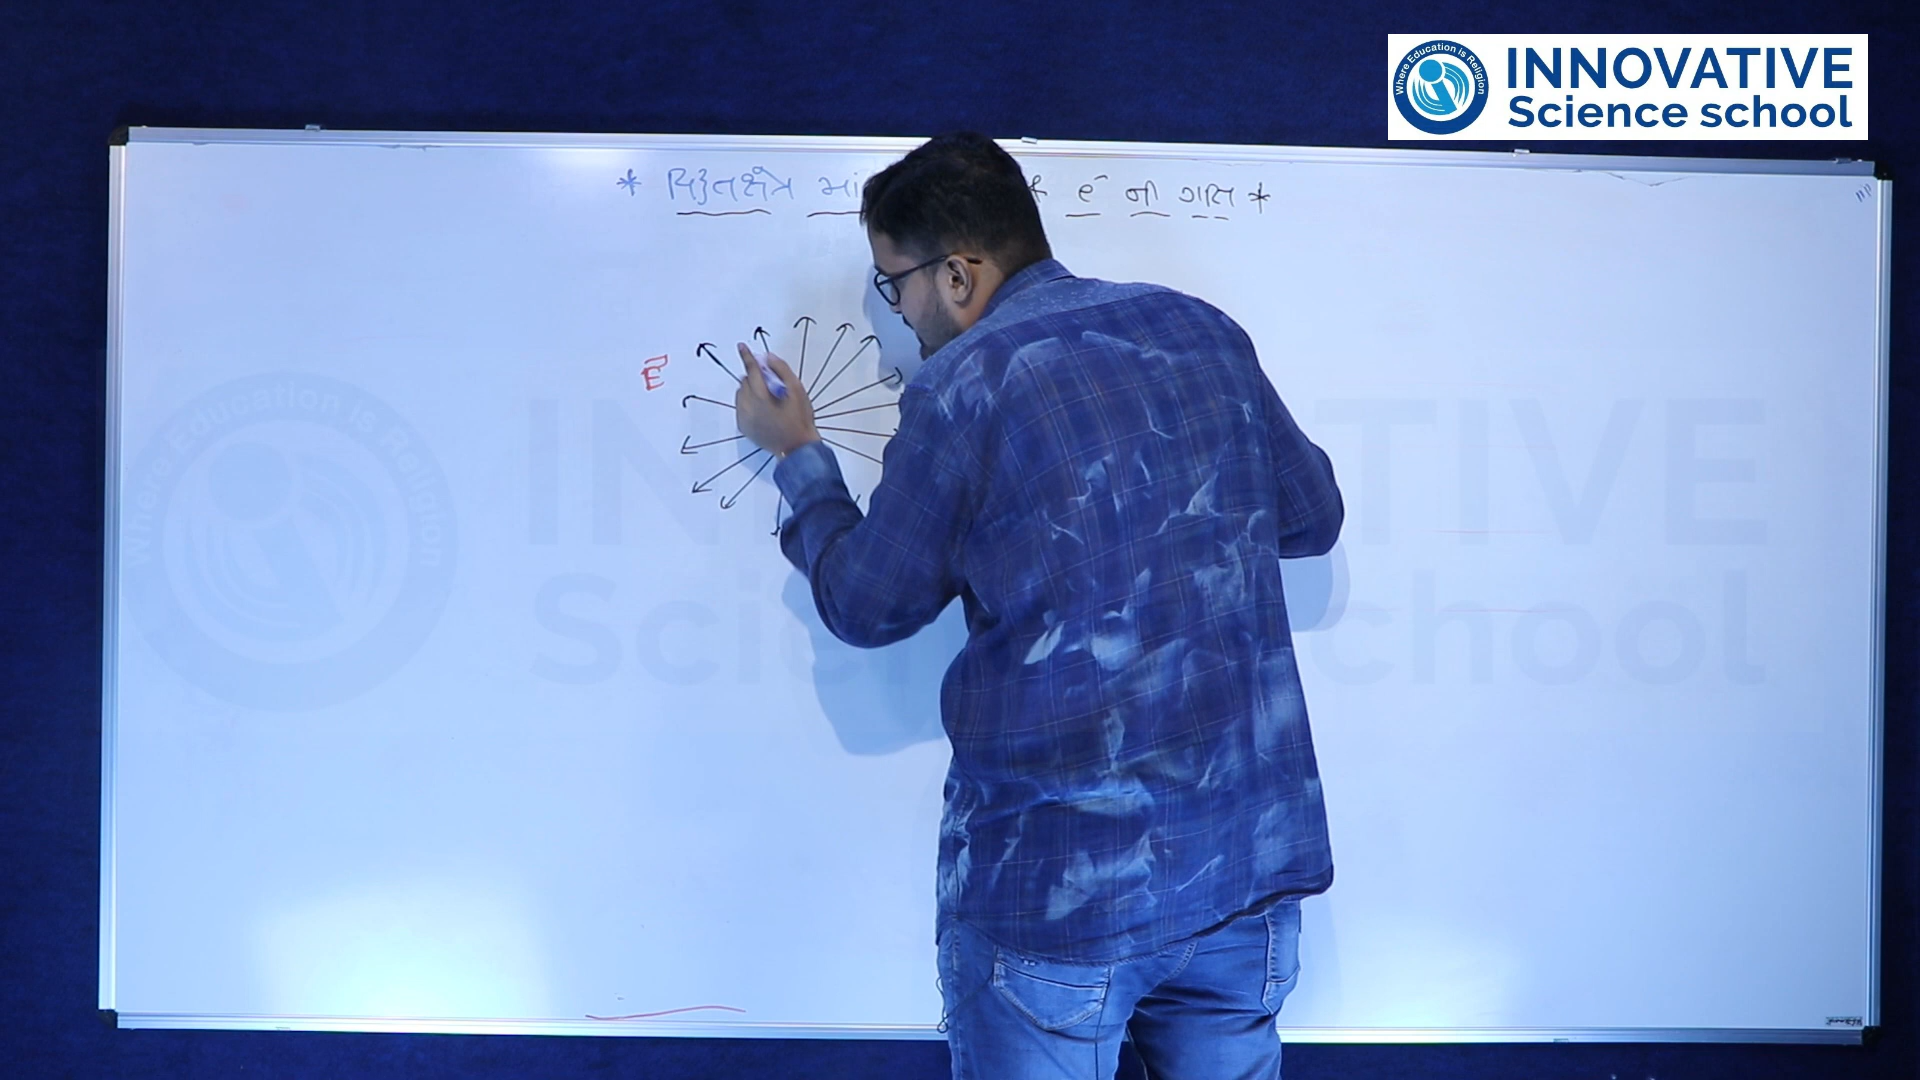 Where Education is Religion
INNOVATIVE
Science school
* વિદ્યુતક્ષેત્ર માં * e⁻ ની ગતિ *
E⃗